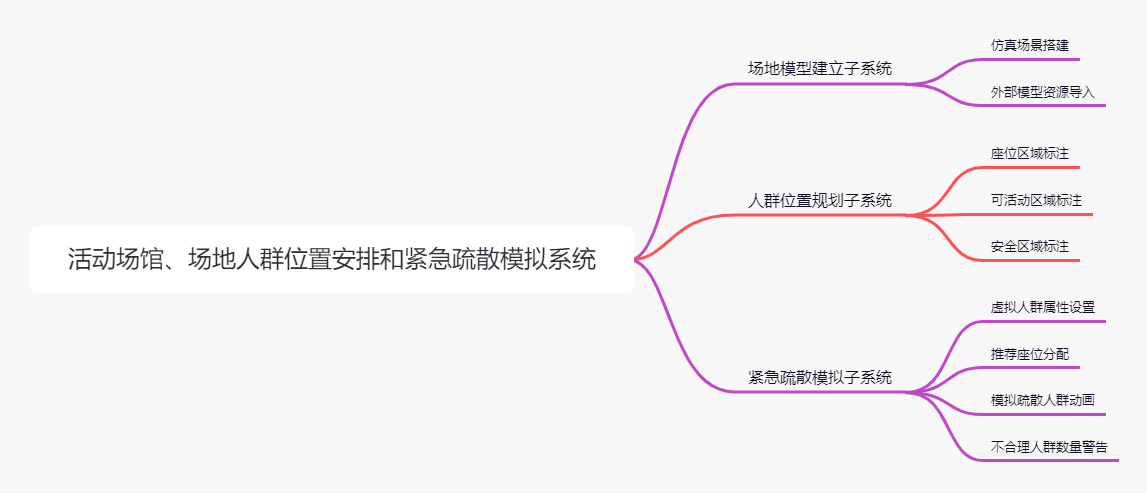 活动场馆、场地人群位置安排和紧急疏散模拟系统
场地模型建立子系统
仿真场景搭建
外部模型资源导入
人群位置规划子系统
座位区域标注
可活动区域标注
安全区域标注
紧急疏散模拟子系统
虚拟人群属性设置
推荐座位分配
模拟疏散人群动画
不合理人群数量警告